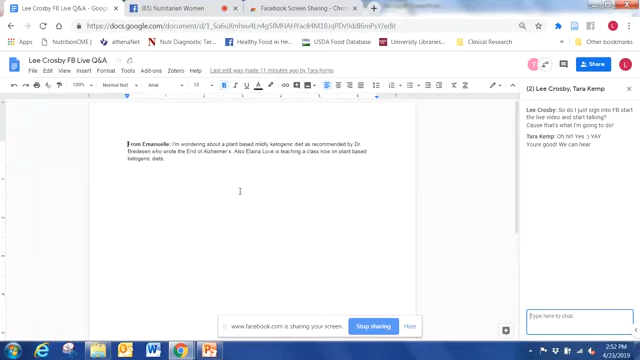 Lee Crosby FB Live Q&A - Goog
(65) Nutritarian Women
Facebook Screen Sharing - Chro
https://docs.google.com/document/d/1_So6uXmhvu4Ln4g5fMHAHYac84M18JqPDv9ddl6mPsY/edit
Apps
Bookmarks
NutritionCME
athenaNet
Nutr Diagnostic Ter
Healthy Food in He
USDA Food Database
University Libraries
Clinical Research
Other bookmarks
Lee Crosby FB Live Q&A
File Edit View Insert Format Tools Add-ons Zotero Help
Last edit was made 11 minutes ago by Tara Kemp
Share
100%
Normal text
Arial
10
From Emanuelle: I'm wondering about a plant based mildly ketogenic diet as recommended by Dr.
Bredesen who wrote the End of Alzheimer's. Also Elaina Love is teaching a class now on plant based
katogenic diets.
(2) Lee Crosby, Tara Kemp
Lee Crosby: So do I just sign into FB start
the live video and start talking?
Cause that's what I'm going to do!
Tara Kemp: Oh hi!! Yes :) YAY
Youre good! We can hear
Type here to chat
www.facebook.com is sharing your screen.
Stop sharing
Hide
2:52 PM
4/23/2019